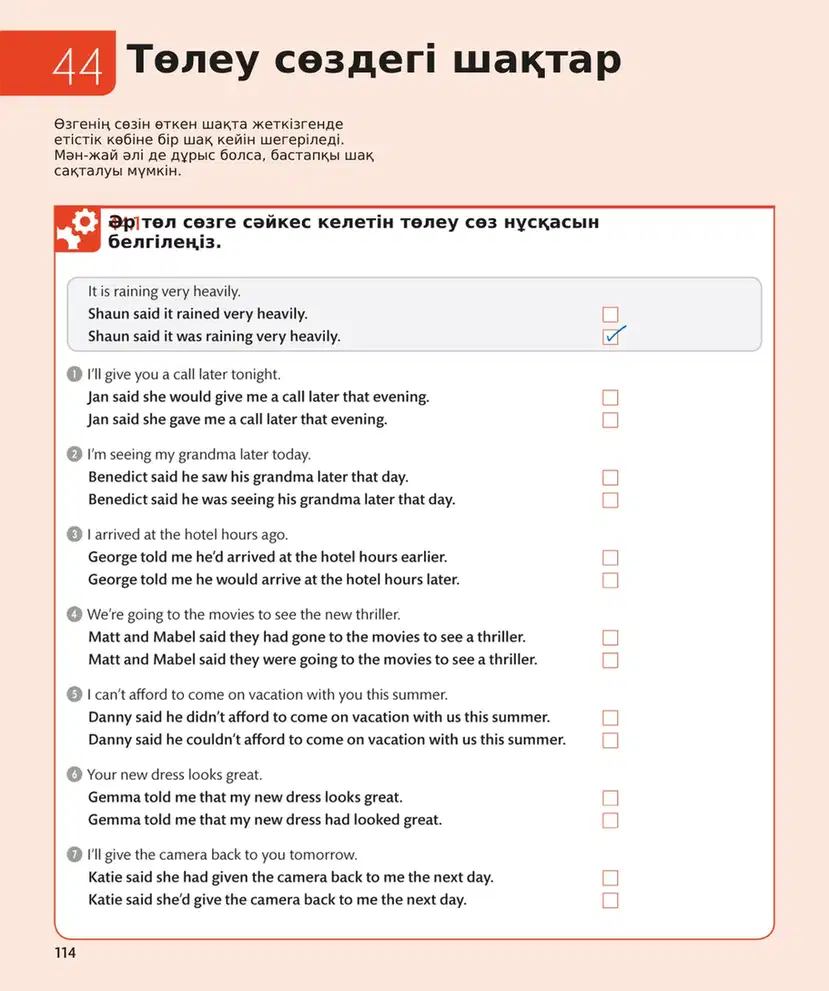 44
Төлеу сөздегі шақтар
Өзгенің сөзін өткен шақта жеткізгенде
етістік көбіне бір шақ кейін шегеріледі.
Мән-жай әлі де дұрыс болса, бастапқы шақ
сақталуы мүмкін.
Әр төл сөзге сәйкес келетін төлеу сөз нұсқасын
белгілеңіз.
It is raining very heavily.
Shaun said it rained very heavily.
Shaun said it was raining very heavily.
1 I'll give you a call later tonight.
Jan said she would give me a call later that evening.
Jan said she gave me a call later that evening.
2 I'm seeing my grandma later today.
Benedict said he saw his grandma later that day.
Benedict said he was seeing his grandma later that day.
3 I arrived at the hotel hours ago.
George told me he'd arrived at the hotel hours earlier.
George told me he would arrive at the hotel hours later.
4 We're going to the movies to see the new thriller.
Matt and Mabel said they had gone to the movies to see a thriller.
Matt and Mabel said they were going to the movies to see a thriller.
5 I can't afford to come on vacation with you this summer.
Danny said he didn't afford to come on vacation with us this summer.
Danny said he couldn't afford to come on vacation with us this summer.
6 Your new dress looks great.
Gemma told me that my new dress looks great.
Gemma told me that my new dress had looked great.
7 I'll give the camera back to you tomorrow.
Katie said she had given the camera back to me the next day.
Katie said she'd give the camera back to me the next day.
114